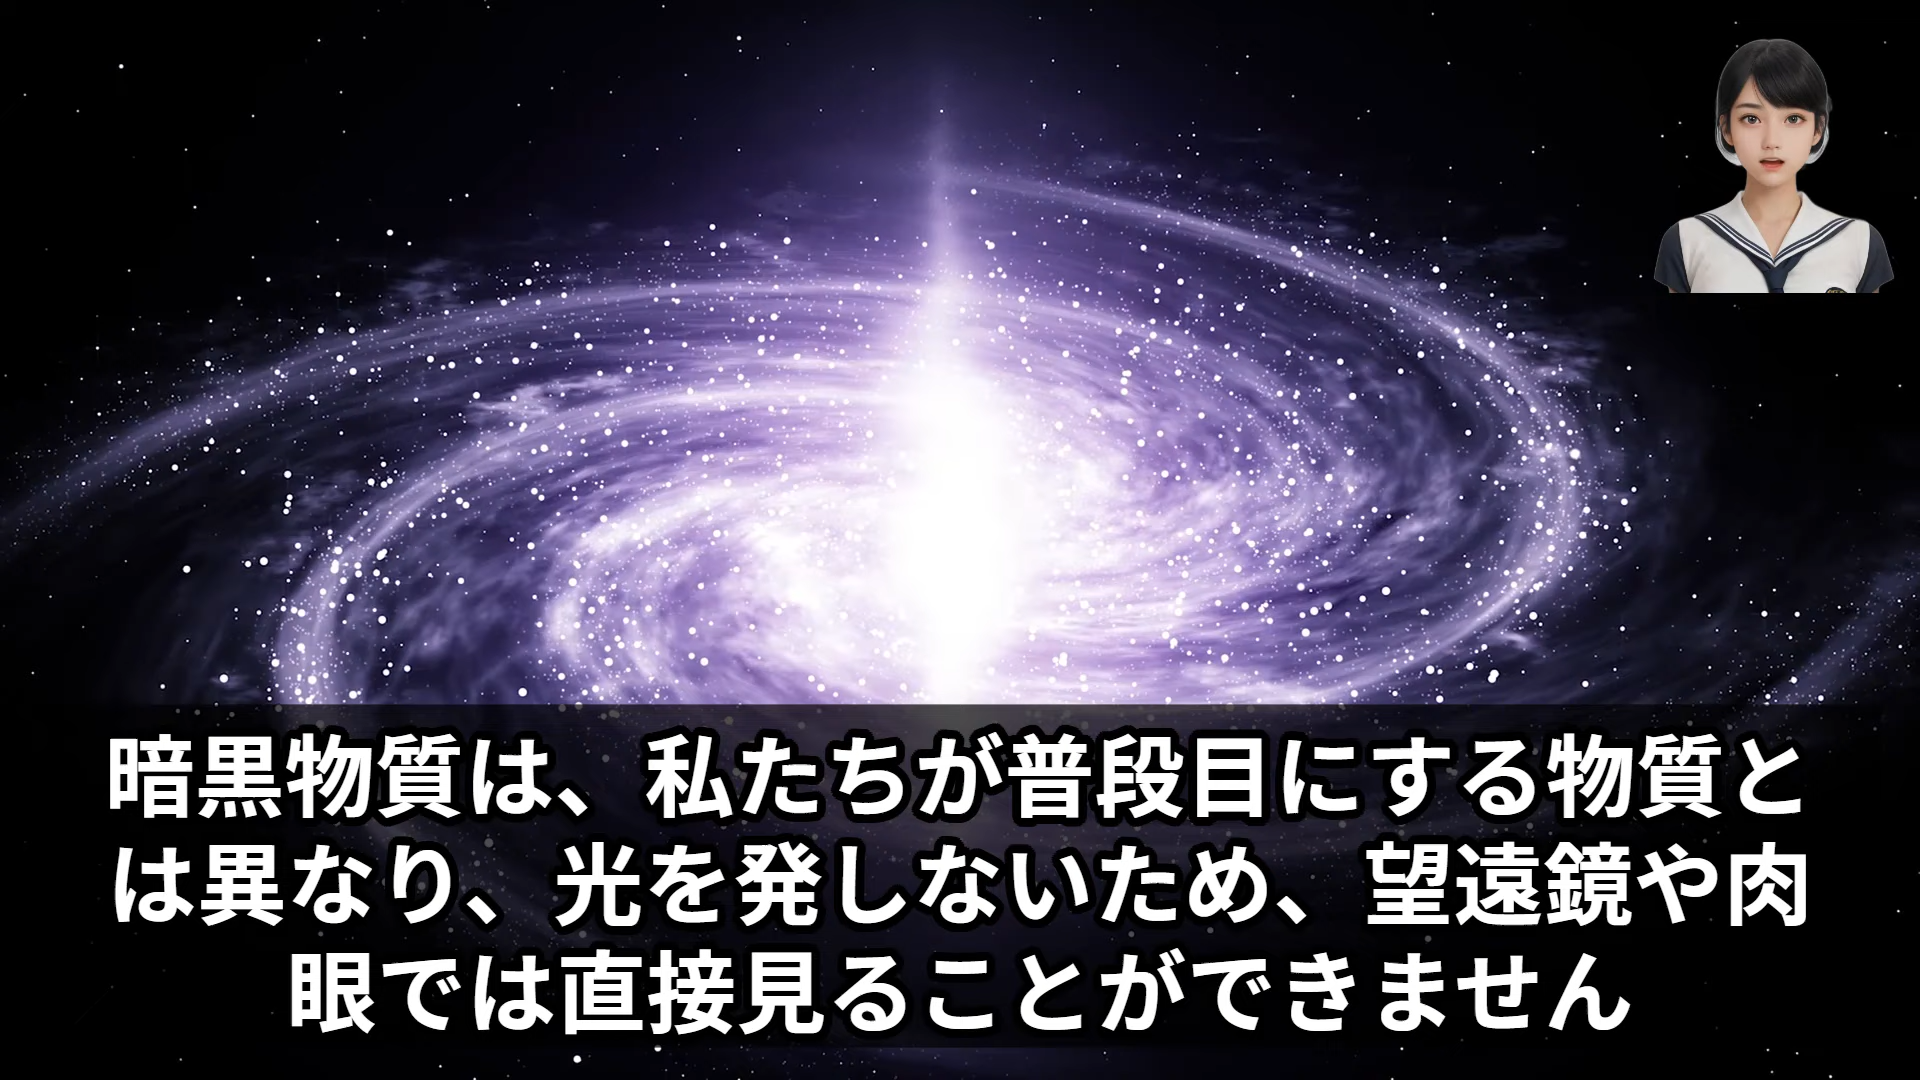 暗黒物質は、私たちが普段目にする物質と
は異なり、光を発しないため、望遠鏡や肉
眼では直接見ることができません